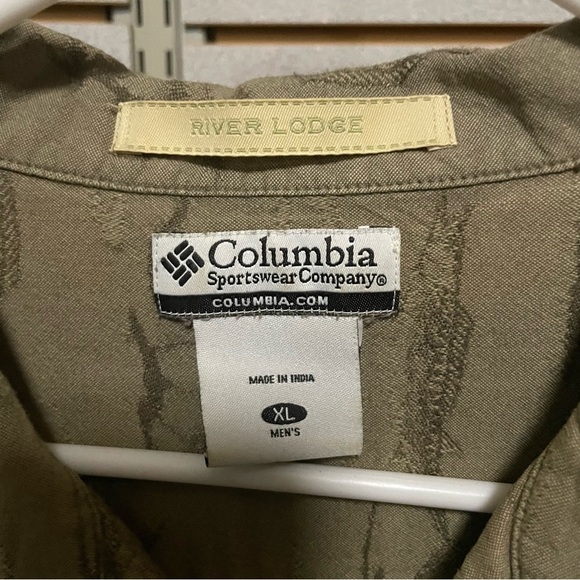 RIVER LODGE
Columbia
Sportswear Company®
COLUMBIA.COM
MADE IN INDIA
XL
MEN'S